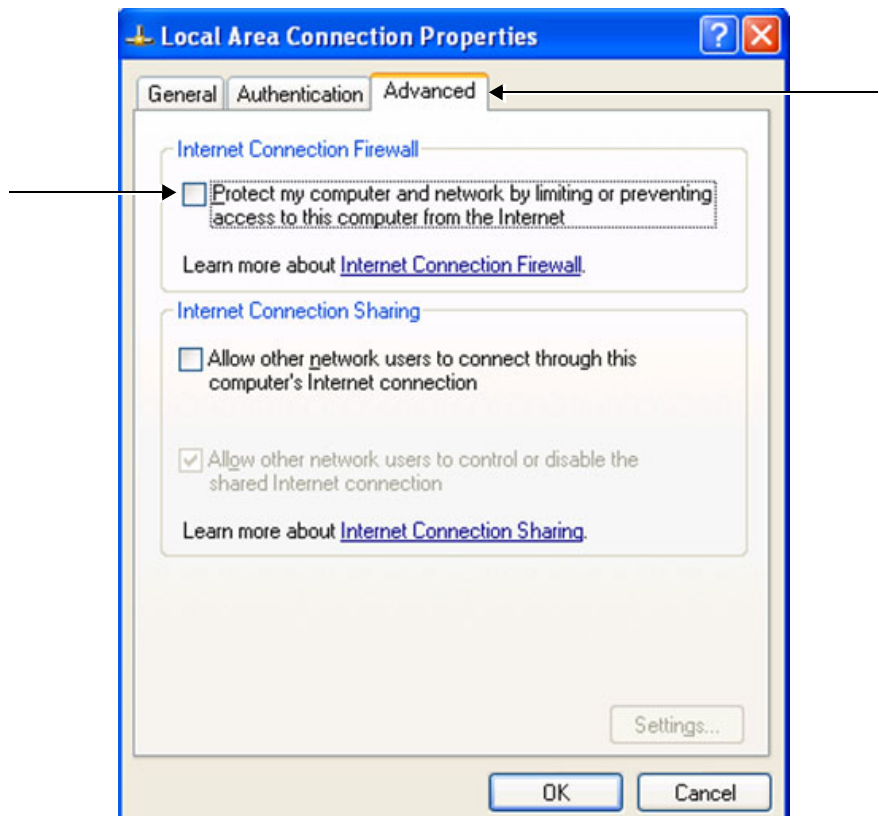 Local Area Connection Properties
General Authentication Advanced
Internet Connection Firewall
Protect my computer and network by limiting or preventing
access to this computer from the Internet
Learn more about Internet Connection Firewall.
Internet Connection Sharing
Allow other network users to connect through this
computer's Internet connection
Allow other network users to control or disable the
shared Internet connection
Learn more about Internet Connection Sharing.
Settings...
OK Cancel